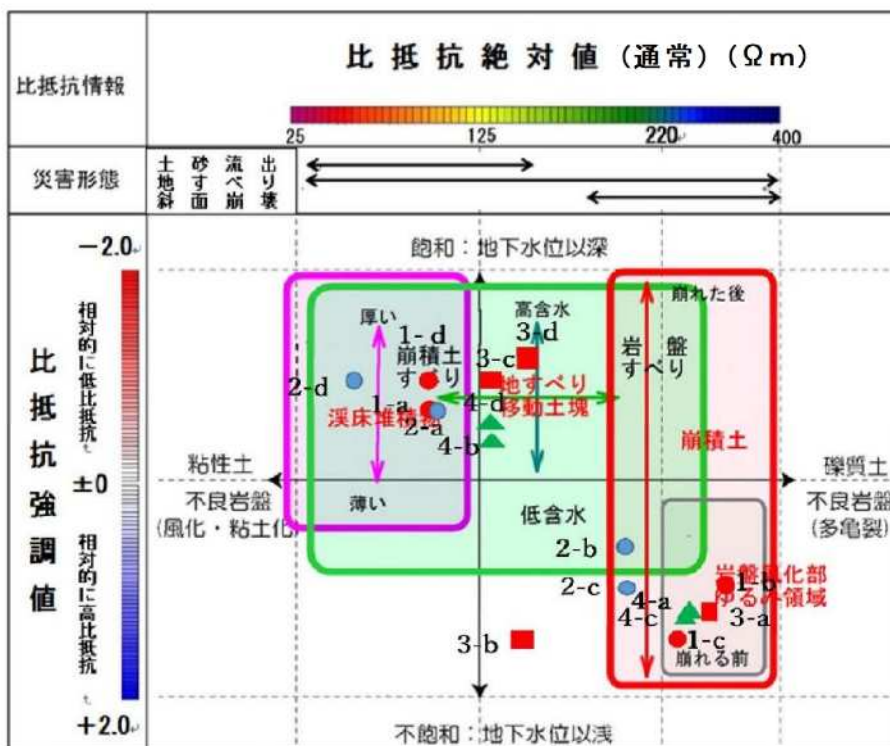 比抵抗情報
比抵抗絶対値(通常)(Ωm)
25 125 220 400
災害形態
土砂流出
地すべり
斜面崩壊
比抵抗強調値
−2.0
相対的に低比抵抗
±0
相対的に高比抵抗
+2.0
飽和:地下水位以深
崩れた後
厚い
高含水
1-d
3-d
岩盤
すべり
崩積土
すべり
3-c
2-d
地すべり
移動土塊
1-a
4-d
渓床堆積物
2-a
4-b
崩積土
粘性土
礫質土
不良岩盤
(風化・粘土化)
薄い
低含水
不良岩盤
(多亀裂)
2-b
岩盤風化部
ゆるみ領域
1-b
2-c
4-a
4-c
3-a
3-b
1-c
崩れる前
不飽和:地下水位以浅